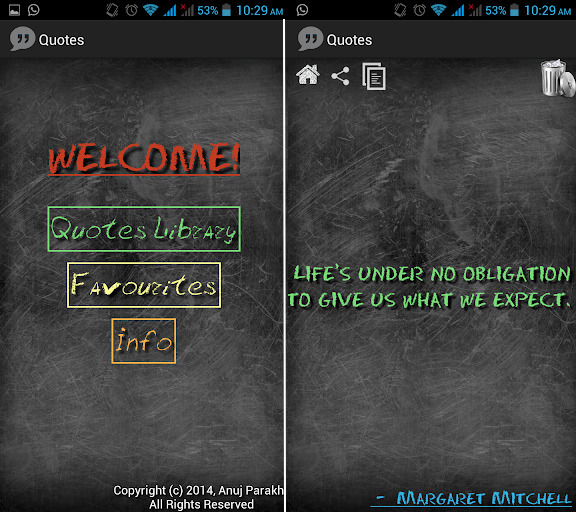 53% 10:29 AM
Quotes
WELCOME!
Quotes Library
Favourites
Info
Copyright (c) 2014, Anuj Parakh
All Rights Reserved
53% 10:29 AM
Quotes
LIFE'S UNDER NO OBLIGATION
TO GIVE US WHAT WE EXPECT.
- MARGARET MITCHELL